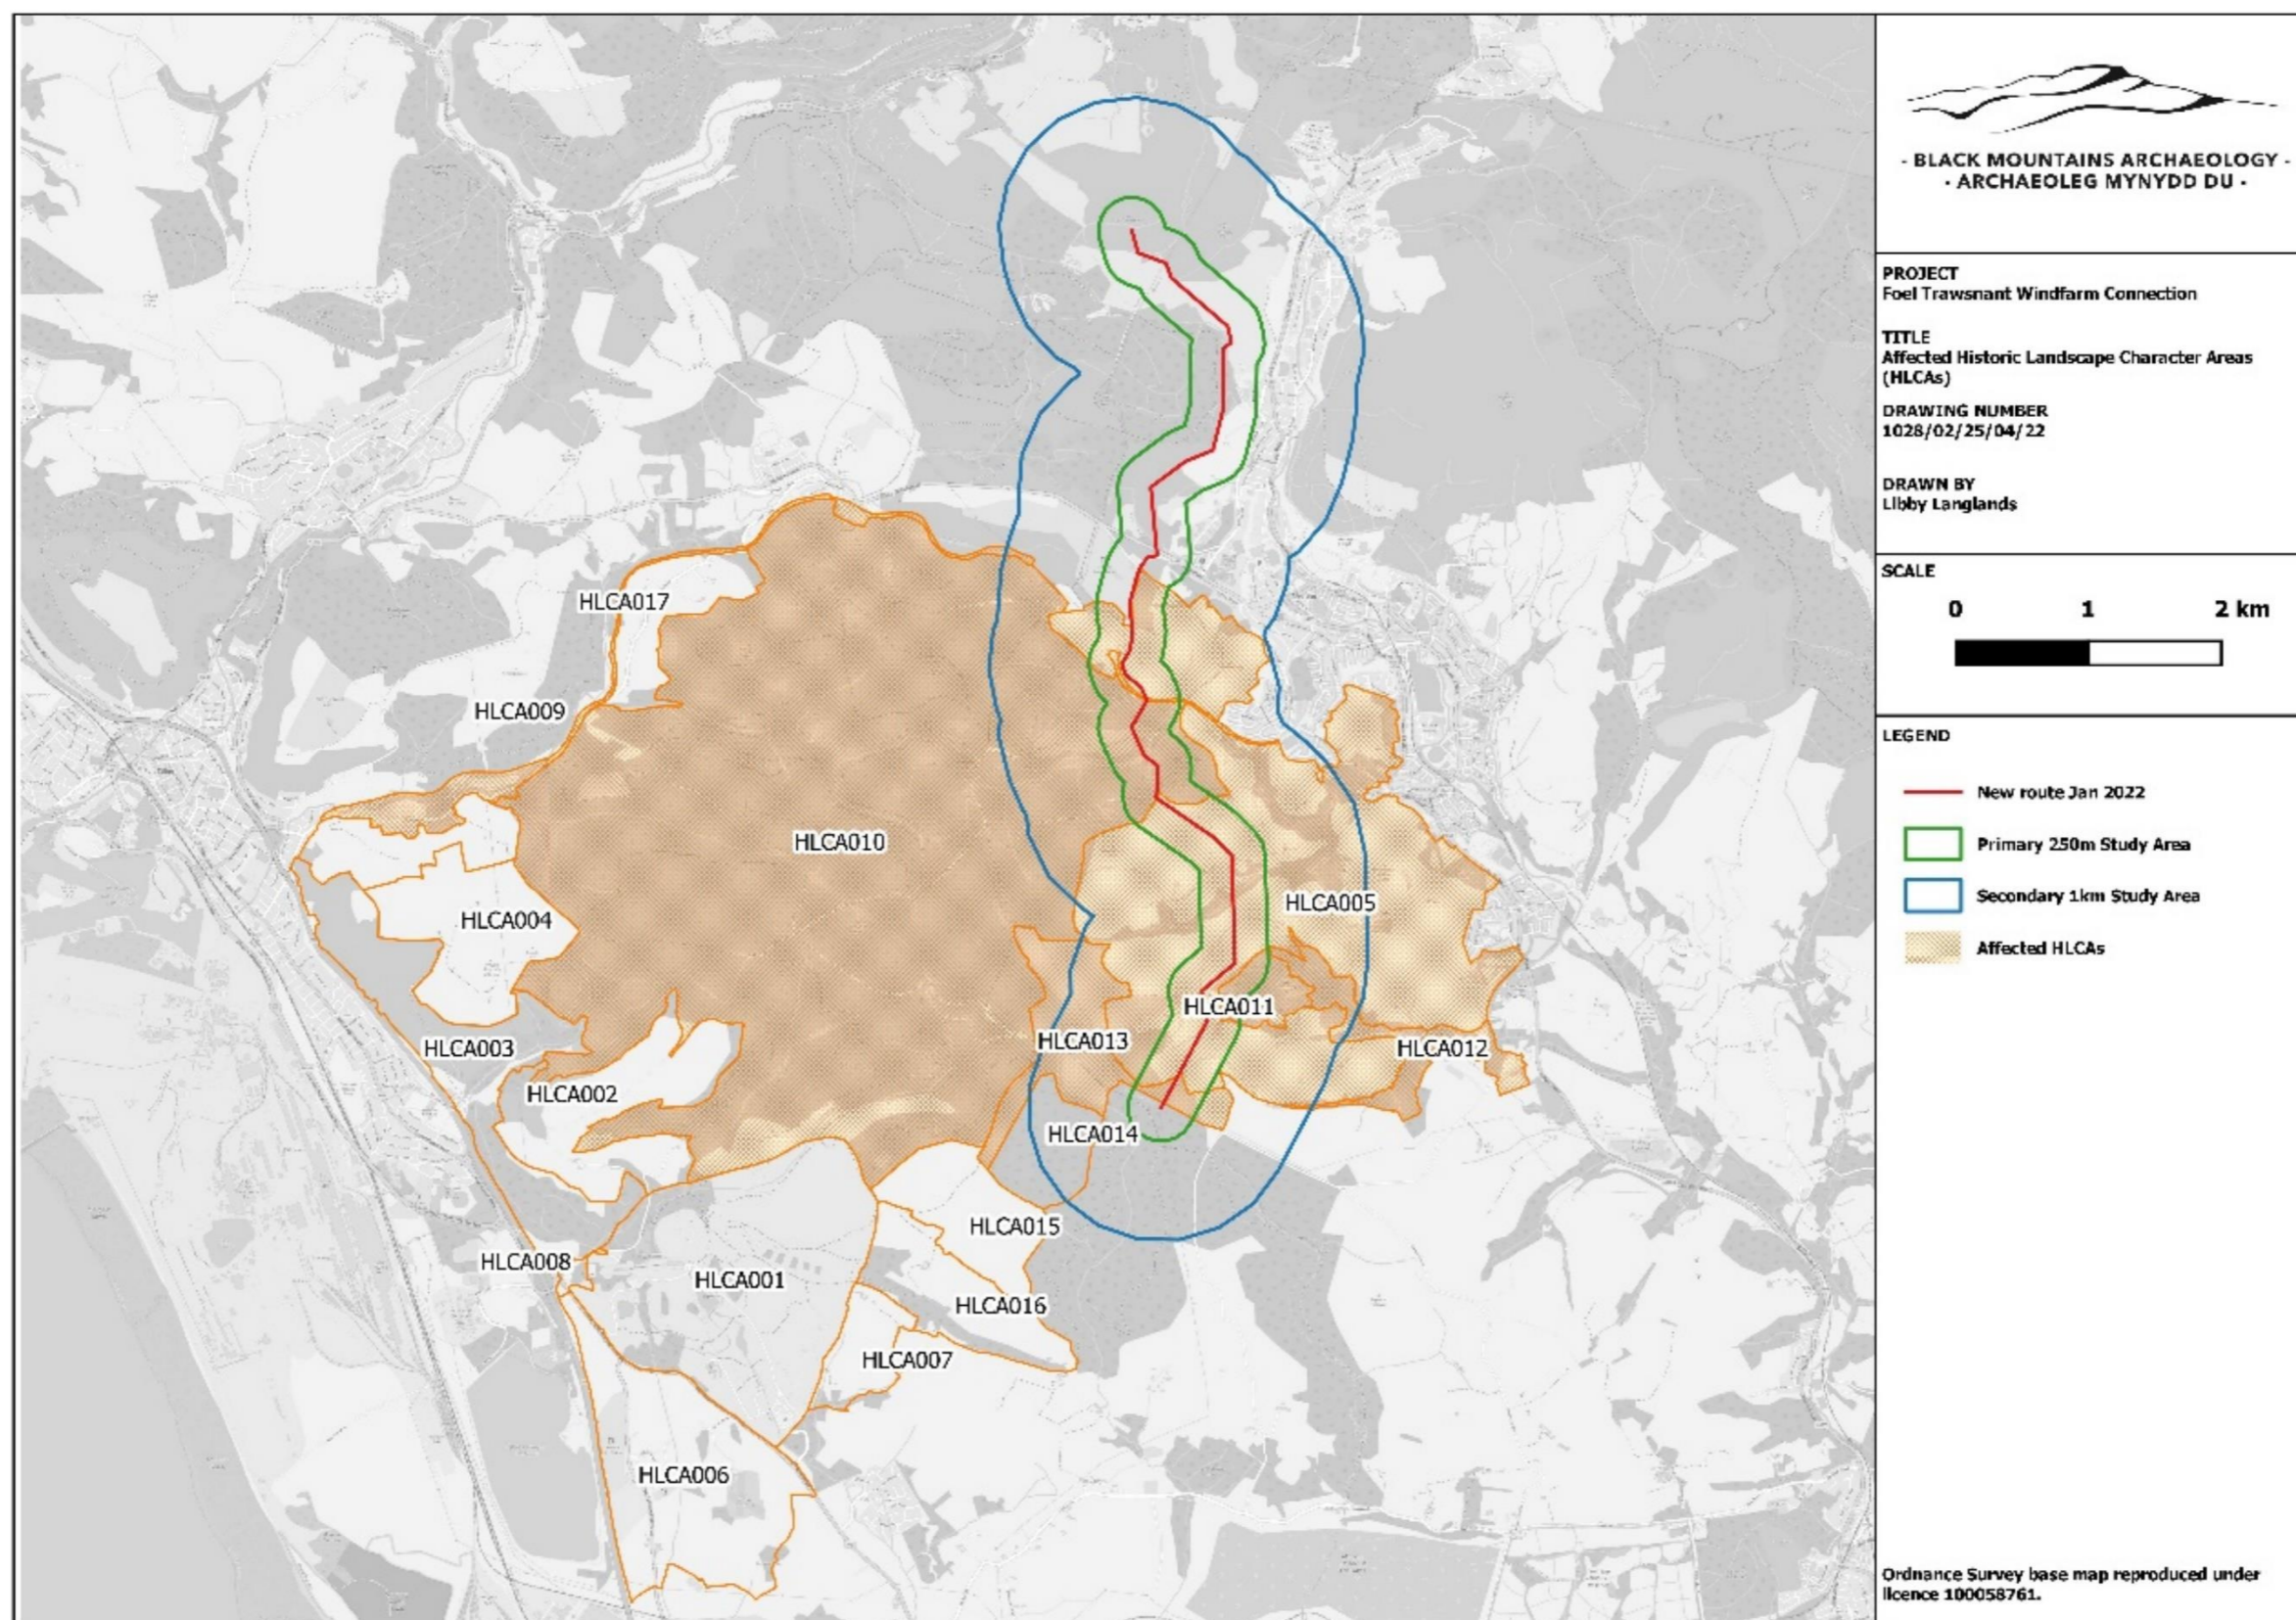 - BLACK MOUNTAINS ARCHAEOLOGY -
- ARCHAEOLEG MYNYDD DU -
PROJECT
Foel Trawsnant Windfarm Connection
TITLE
Affected Historic Landscape Character Areas
(HLCAs)
DRAWING NUMBER
1028/02/25/04/22
DRAWN BY
Libby Langlands
SCALE
0 1 2 km
LEGEND
New route Jan 2022
Primary 250m Study Area
Secondary 1km Study Area
Affected HLCAs
Ordnance Survey base map reproduced under
licence 100058761.
HLCA017
HLCA009
HLCA010
HLCA005
HLCA004
HLCA011
HLCA003
HLCA013
HLCA012
HLCA002
HLCA014
HLCA015
HLCA008
HLCA001
HLCA016
HLCA007
HLCA006